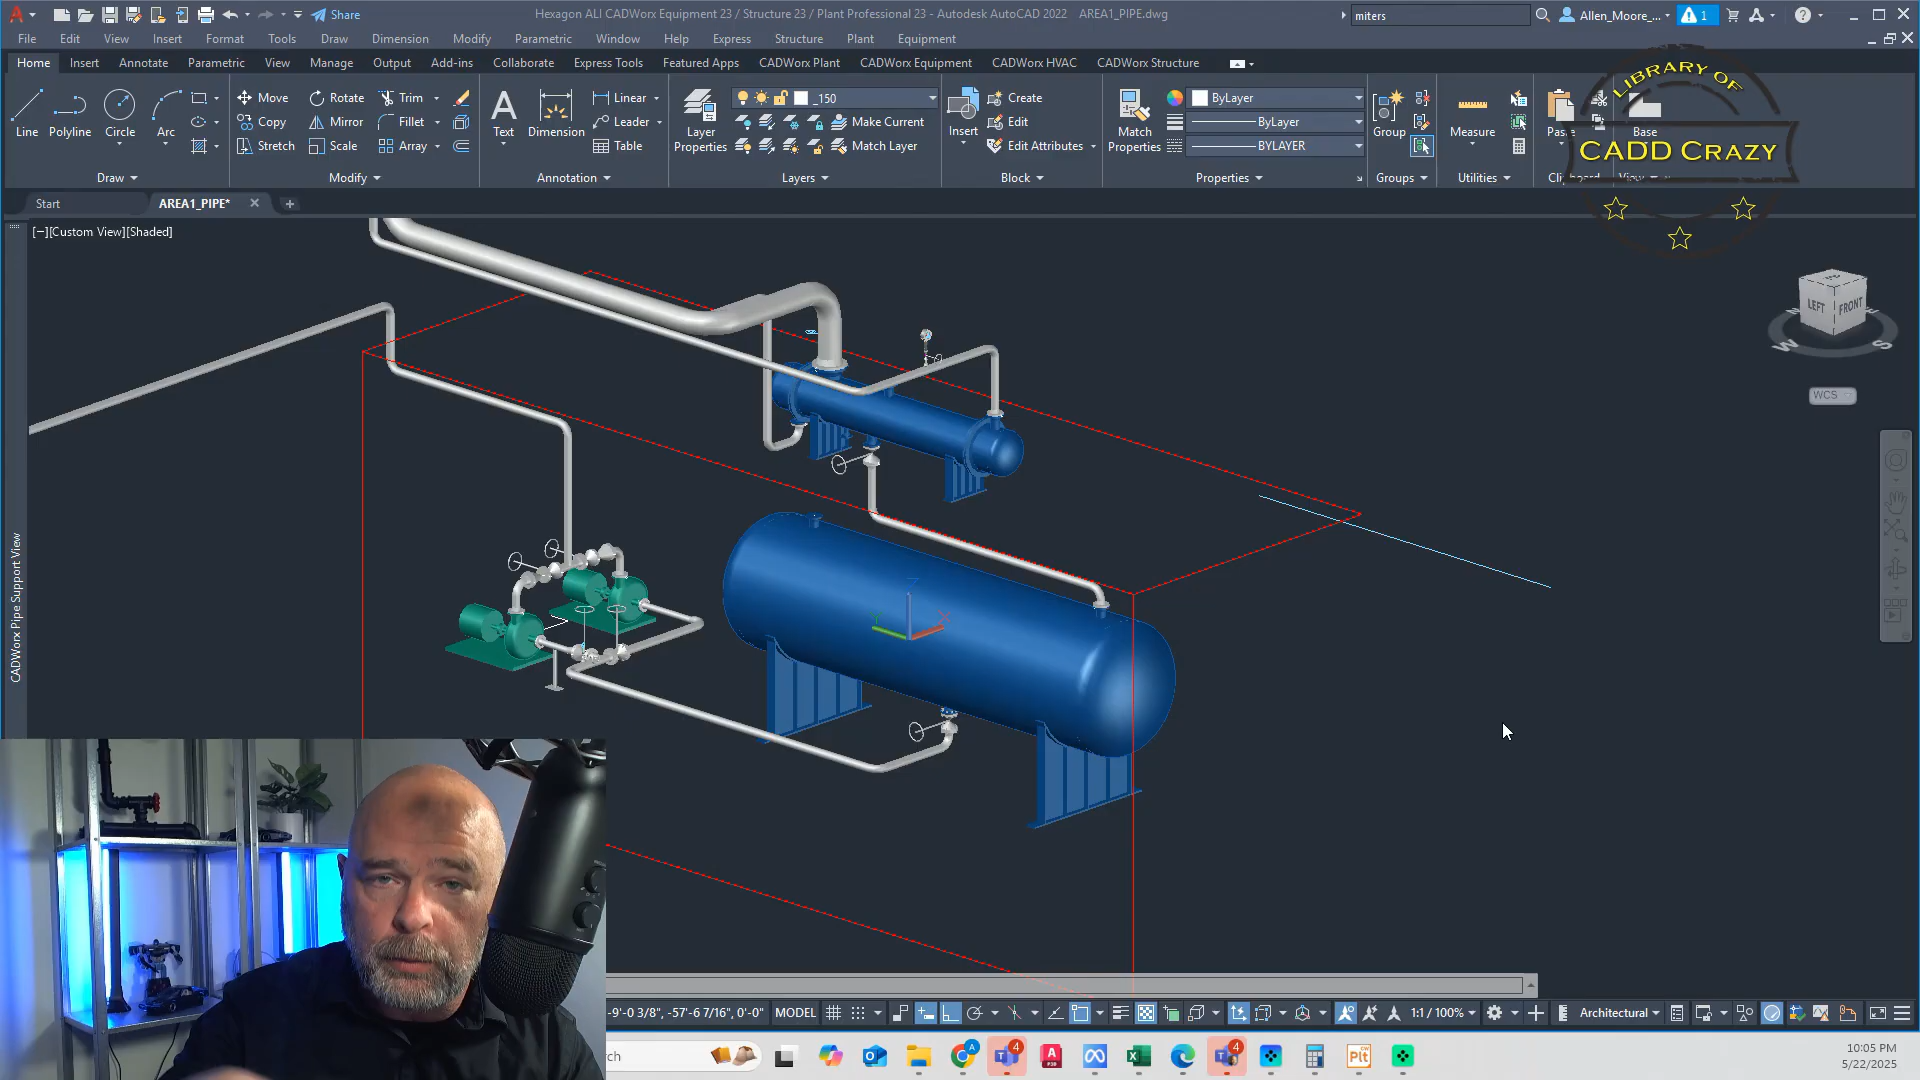 Share
Hexagon ALI CADWorx Equipment 23 / Structure 23 / Plant Professional 23 - Autodesk AutoCAD 2022 AREA1_PIPE.dwg
miters
Allen_Moore_...
1
File Edit View Insert Format Tools Draw Dimension Modify Parametric Window Help Express Structure Plant Equipment
Home Insert Annotate Parametric View Manage Output Add-ins Collaborate Express Tools Featured Apps CADWorx Plant CADWorx Equipment CADWorx HVAC CADWorx Structure
Line Polyline Circle Arc
Move Rotate Trim
Copy Mirror Fillet
Stretch Scale Array
Text Dimension
Linear
Leader
Table
Layer Properties
_150
Make Current
Match Layer
Insert
Create
Edit
Edit Attributes
Match Properties
ByLayer
ByLayer
BYLAYER
Group
Measure
Paste
Base
Draw Modify Annotation Layers Block Properties Groups Utilities View
LIBRARY OF
CADD CRAZY
Start AREA1_PIPE*
[−][Custom View][Shaded]
LEFT FRONT
W S
WCS
Z
X
Y
CADWorx Pipe Support View
-9'-0 3/8", -57'-6 7/16", 0'-0" MODEL 1:1 / 100% Architectural
4
4
Plt
10:05 PM
5/22/2025